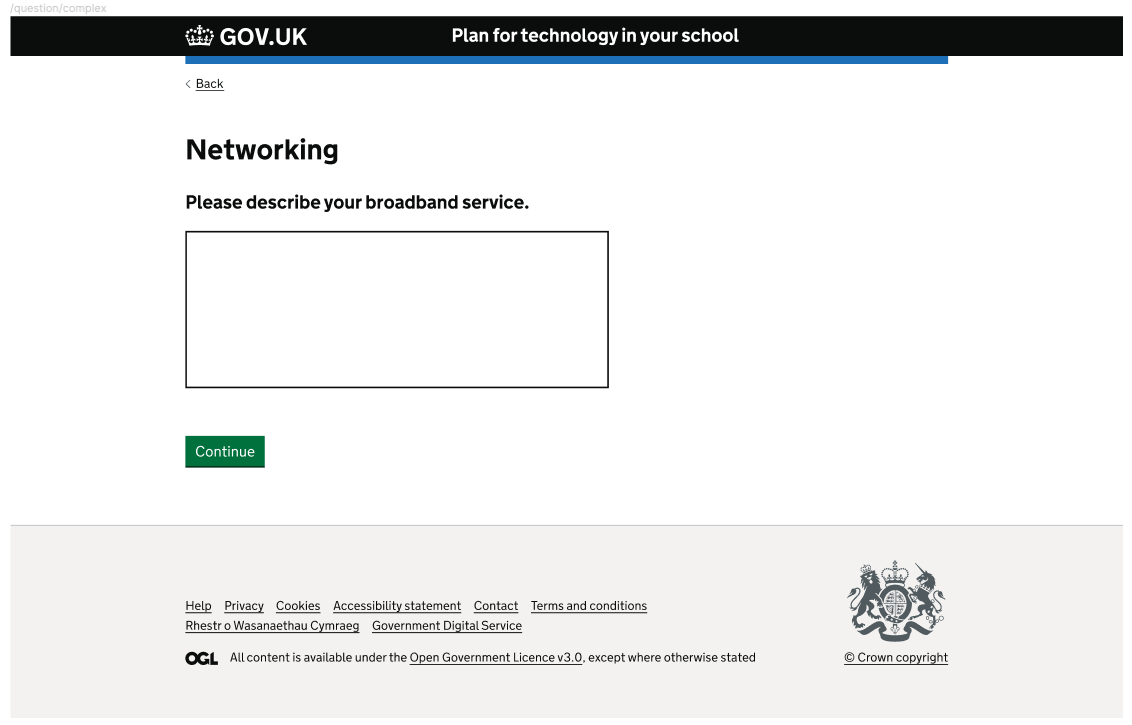 /question/complex
GOV.UK
Plan for technology in your school
Back
Networking
Please describe your broadband service.
Continue
Help Privacy Cookies Accessibility statement Contact Terms and conditions
Rhestr o Wasanaethau Cymraeg Government Digital Service
OGL All content is available under the Open Government Licence v3.0, except where otherwise stated
© Crown copyright